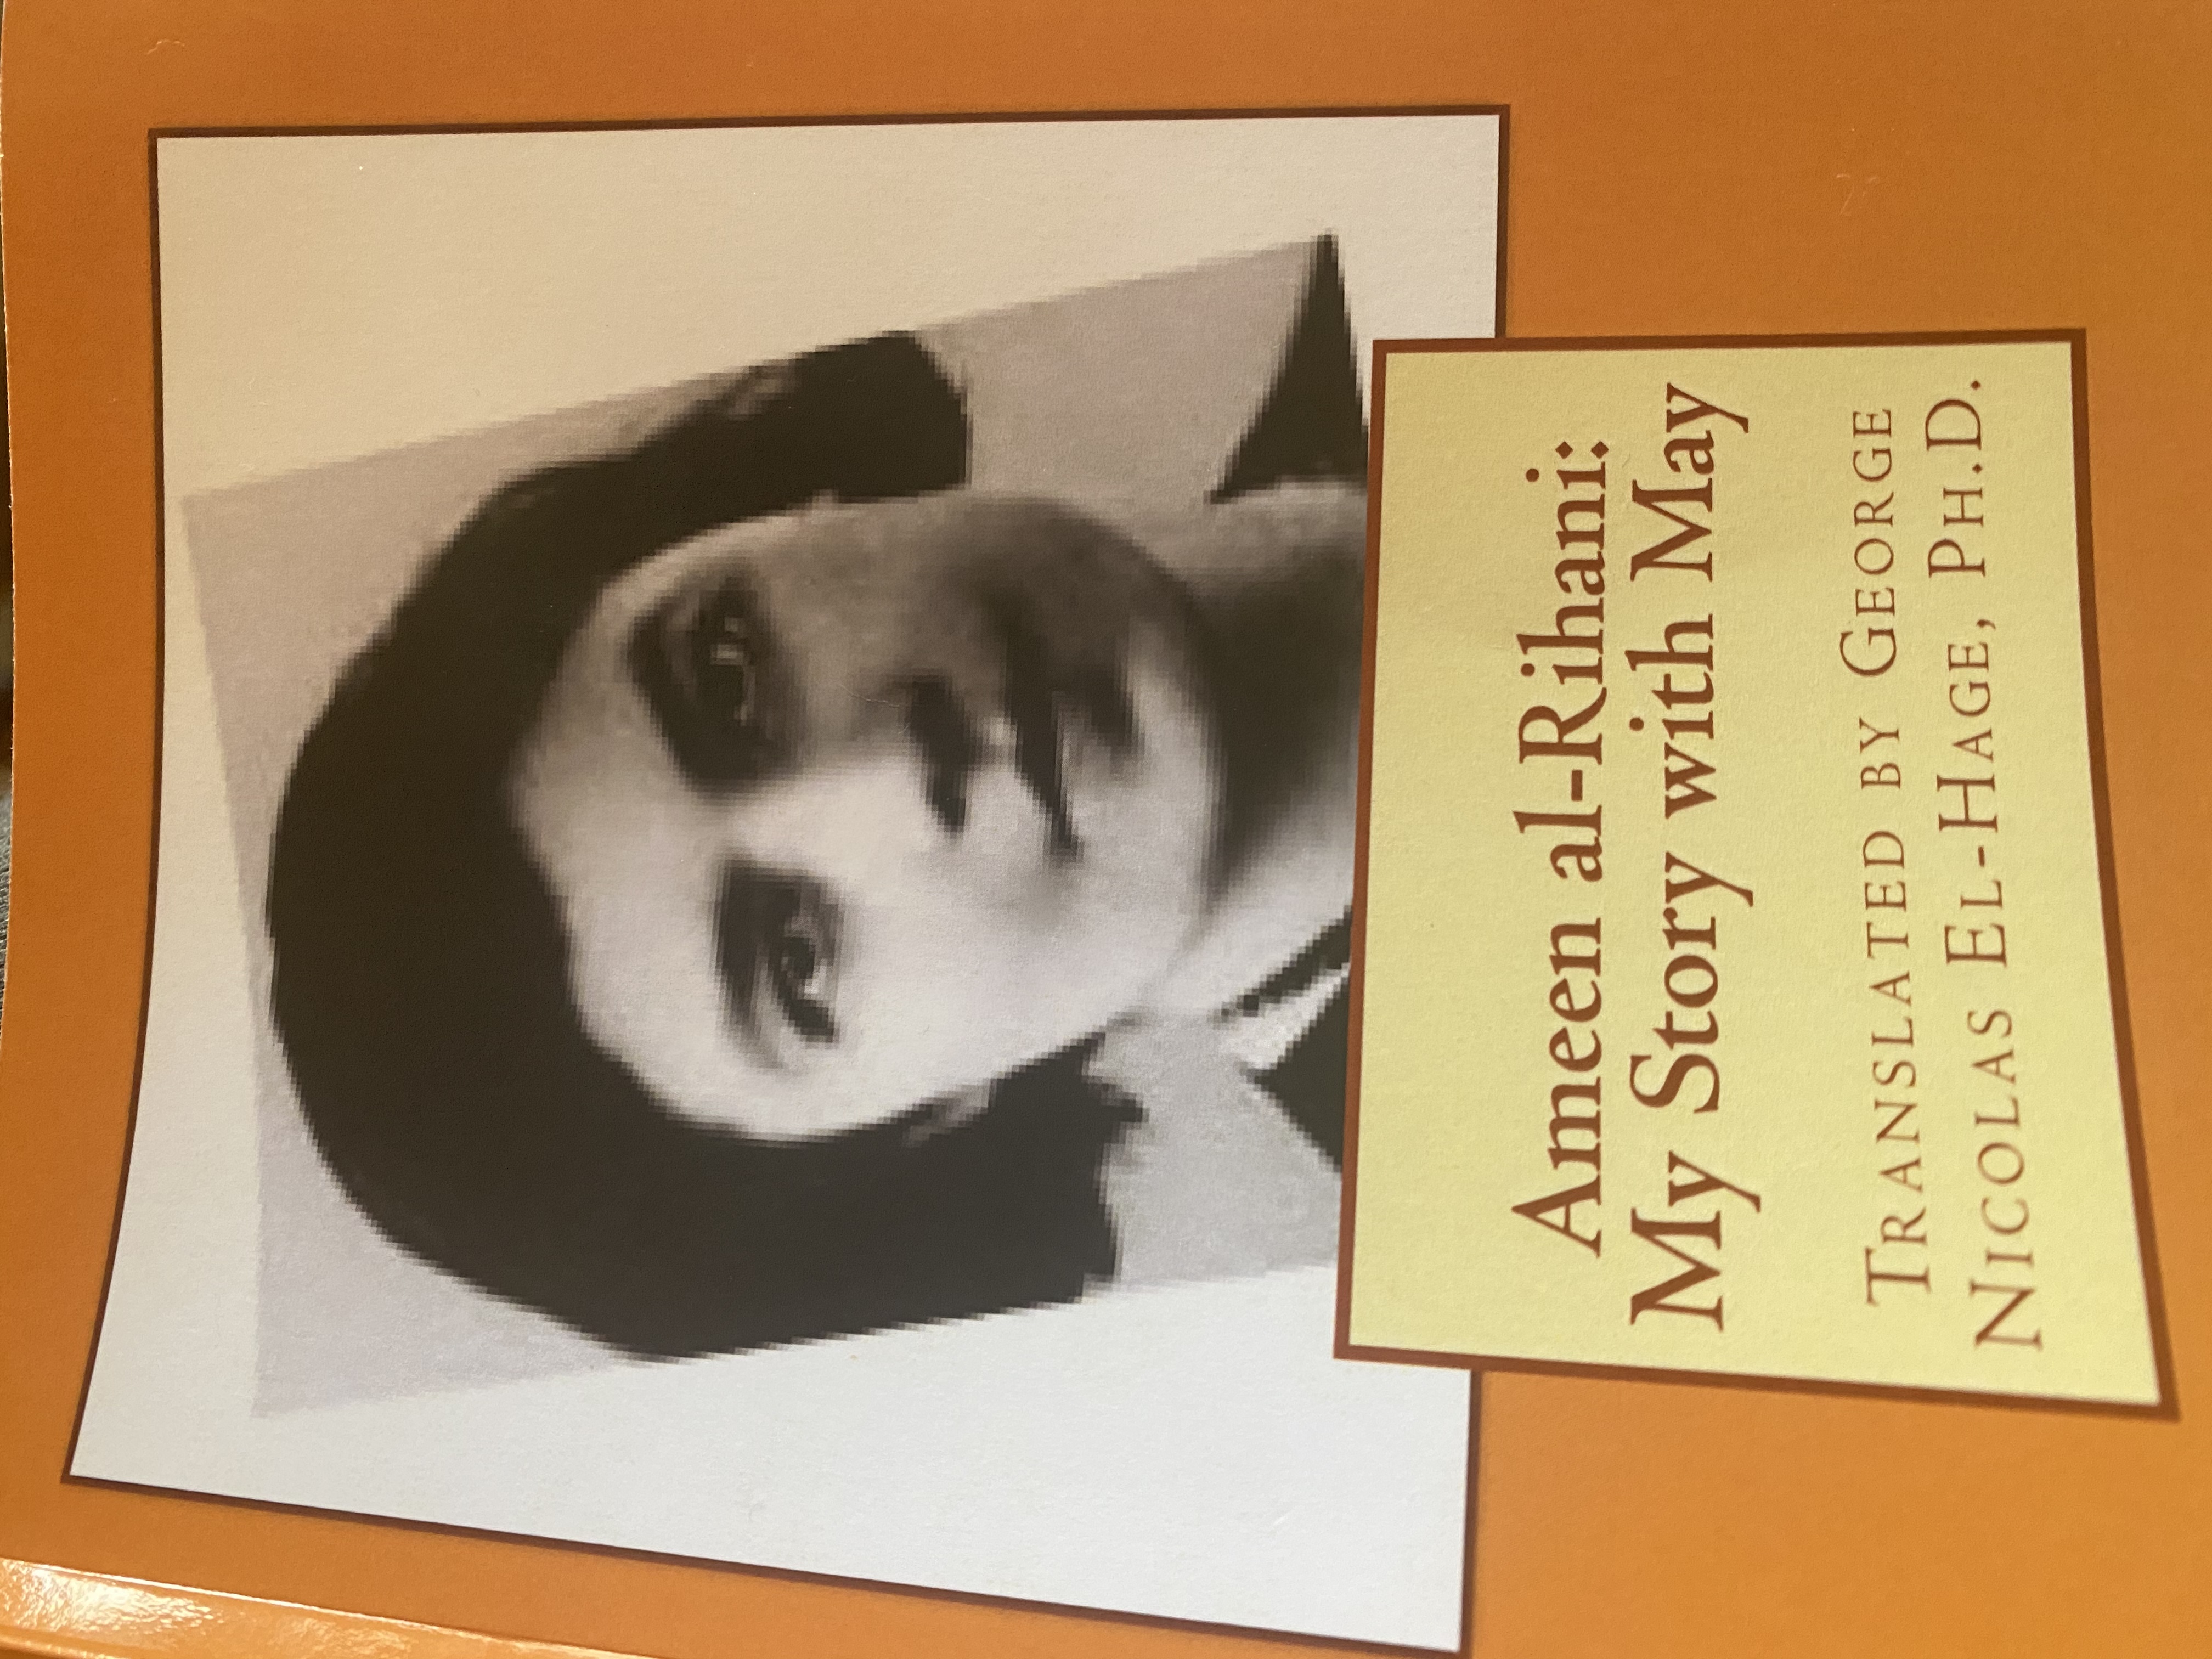 Ameen al-Rihani:
My Story with May
TRANSLATED BY GEORGE
NICOLAS EL-HAGE, PH.D.